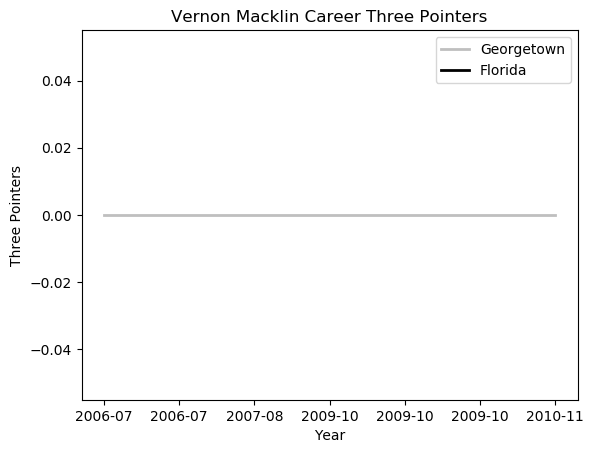 Vernon Macklin Career Three Pointers
Georgetown
Florida
Three Pointers
0.04
0.02
0.00
−0.02
−0.04
2006-07 2006-07 2007-08 2009-10 2009-10 2009-10 2010-11
Year